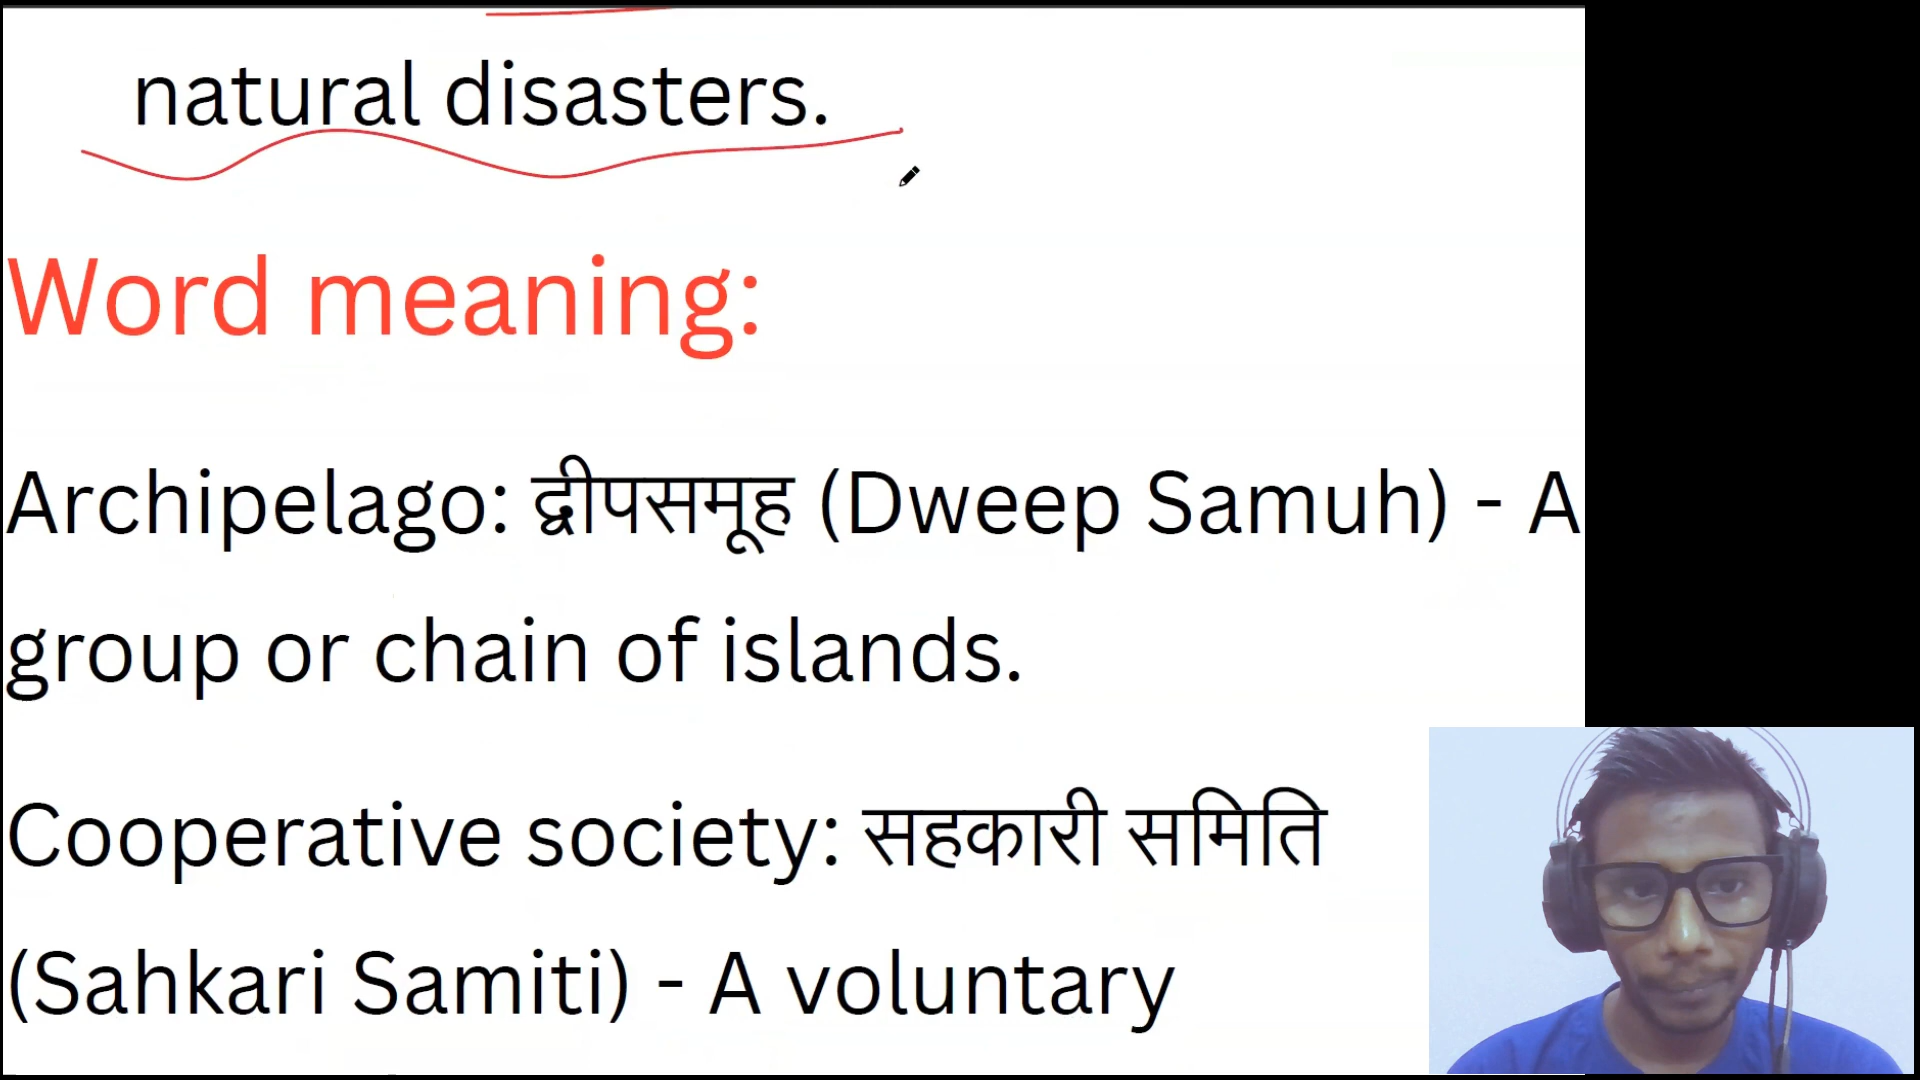 natural disasters.
Word meaning:
Archipelago: द्वीपसमूह (Dweep Samuh) - A
group or chain of islands.
Cooperative society: सहकारी समिति
(Sahkari Samiti) - A voluntary